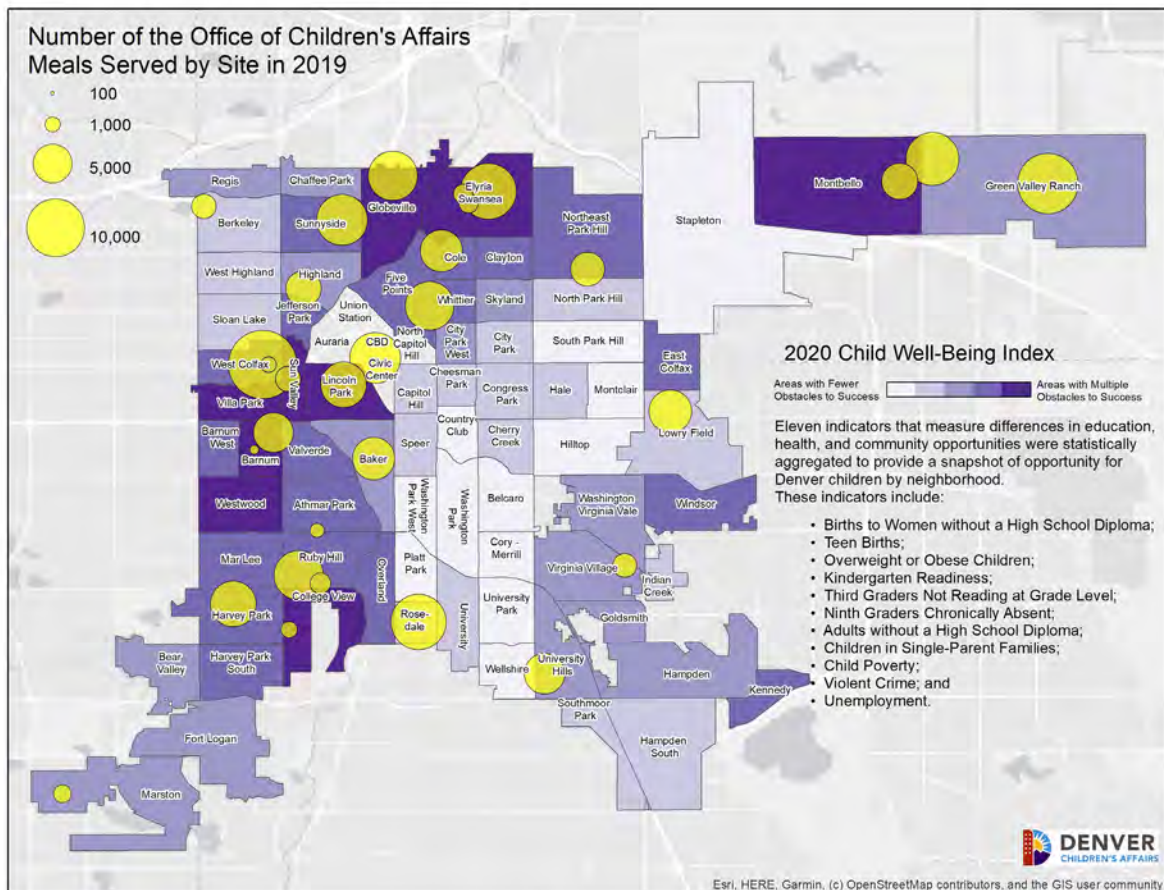 Number of the Office of Children's Affairs
Meals Served by Site in 2019
100
1,000
5,000
10,000
Regis
Chaffee Park
Globeville
Elyria
Swansea
Berkeley
Sunnyside
Northeast
Park Hill
Montbello
Green Valley Ranch
Stapleton
West Highland
Highland
Cole
Clayton
Five
Points
Jefferson
Park
Whittier
Skyland
North Park Hill
Sloan Lake
Union
Station
Auraria
CBD
North
Capitol
Hill
City
Park
West
City
Park
South Park Hill
East
Colfax
West Colfax
Sun Valley
Civic
Center
Cheesman
Park
Villa Park
Lincoln
Park
Capitol
Hill
Congress
Park
Hale
Montclair
Barnum
West
Barnum
Valverde
Baker
Speer
Country
Club
Cherry
Creek
Hilltop
Lowry Field
Westwood
Athmar Park
Washington
Park West
Washington
Park
Belcaro
Washington
Virginia Vale
Windsor
Mar Lee
Ruby Hill
Overland
Platt
Park
Cory -
Merrill
Virginia Village
Indian
Creek
College View
Harvey Park
Rose-
dale
University
University
Park
Goldsmith
Bear
Valley
Harvey Park
South
Wellshire
University
Hills
Hampden
Kennedy
Southmoor
Park
Fort Logan
Hampden
South
Marston
2020 Child Well-Being Index
Areas with Fewer
Obstacles to Success
Areas with Multiple
Obstacles to Success
Eleven indicators that measure differences in education,
health, and community opportunities were statistically
aggregated to provide a snapshot of opportunity for
Denver children by neighborhood.
These indicators include:
• Births to Women without a High School Diploma;
• Teen Births;
• Overweight or Obese Children;
• Kindergarten Readiness;
• Third Graders Not Reading at Grade Level;
• Ninth Graders Chronically Absent;
• Adults without a High School Diploma;
• Children in Single-Parent Families;
• Child Poverty;
• Violent Crime; and
• Unemployment.
DENVER
CHILDREN'S AFFAIRS
Esri, HERE, Garmin, (c) OpenStreetMap contributors, and the GIS user community